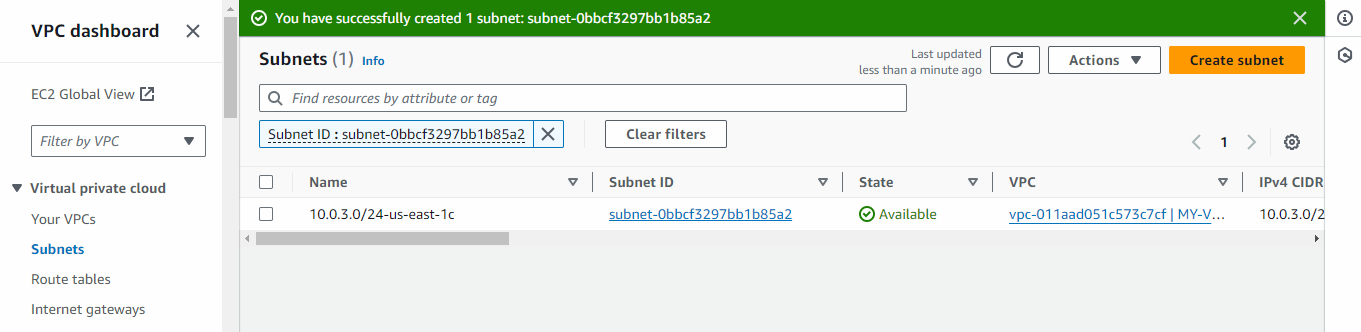 You have successfully created 1 subnet: subnet-0bbcf3297bb1b85a2
VPC dashboard
EC2 Global View
Filter by VPC
Virtual private cloud
Your VPCs
Subnets
Route tables
Internet gateways
Subnets (1) Info
Last updated
less than a minute ago
Actions
Create subnet
Find resources by attribute or tag
Subnet ID : subnet-0bbcf3297bb1b85a2
Clear filters
1
Name Subnet ID State VPC IPv4 CIDR
10.0.3.0/24-us-east-1c subnet-0bbcf3297bb1b85a2 Available vpc-011aad051c573c7cf | MY-V... 10.0.3.0/2